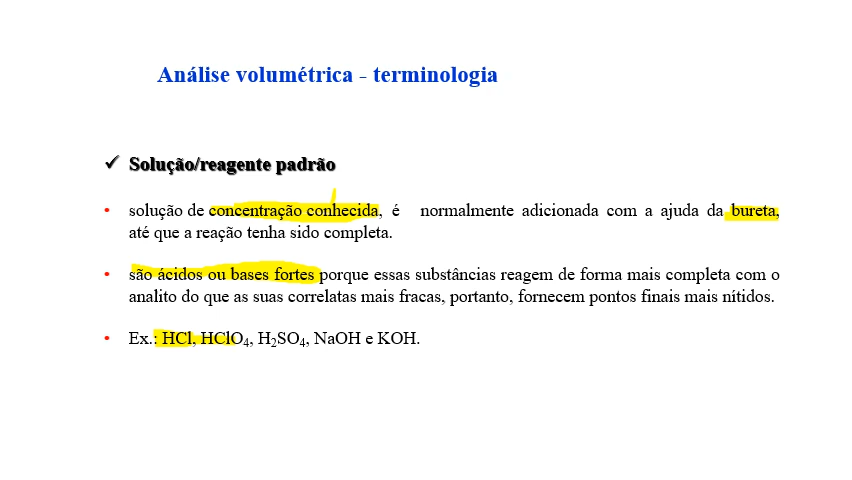 Análise volumétrica - terminologia
✓ Solução/reagente padrão
• solução de concentração conhecida, é normalmente adicionada com a ajuda da bureta,
até que a reação tenha sido completa.
• são ácidos ou bases fortes porque essas substâncias reagem de forma mais completa com o
analito do que as suas correlatas mais fracas, portanto, fornecem pontos finais mais nítidos.
• Ex.: HCl, HClO₄, H₂SO₄, NaOH e KOH.